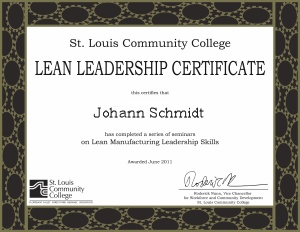 St. Louis Community College
LEAN LEADERSHIP CERTIFICATE
this certifies that
Johann Schmidt
has completed a series of seminars
on Lean Manufacturing Leadership Skills
Awarded June 2011
St. Louis
Community
College
Roderick Nunn, Vice Chancellor
for Workforce and Community Development
St. Louis Community College